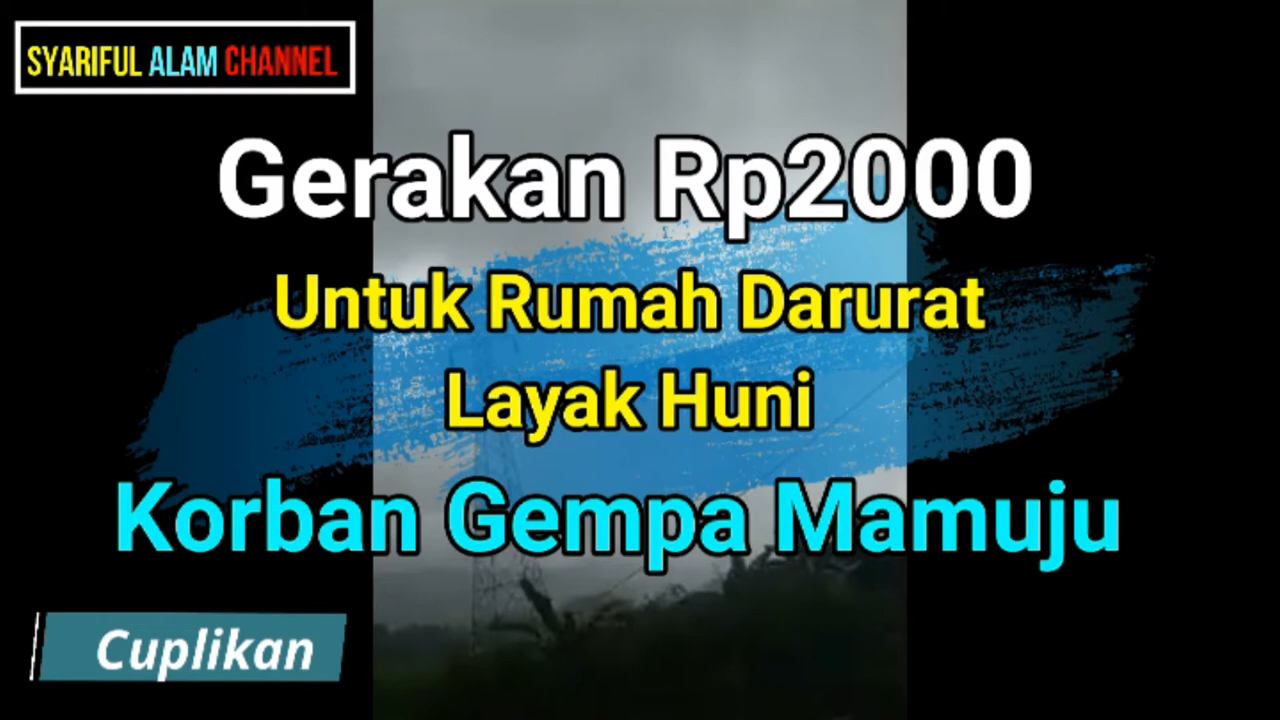 SYARIFUL ALAM CHANNEL
Gerakan Rp2000
Untuk Rumah Darurat
Layak Huni
Korban Gempa Mamuju
Cuplikan